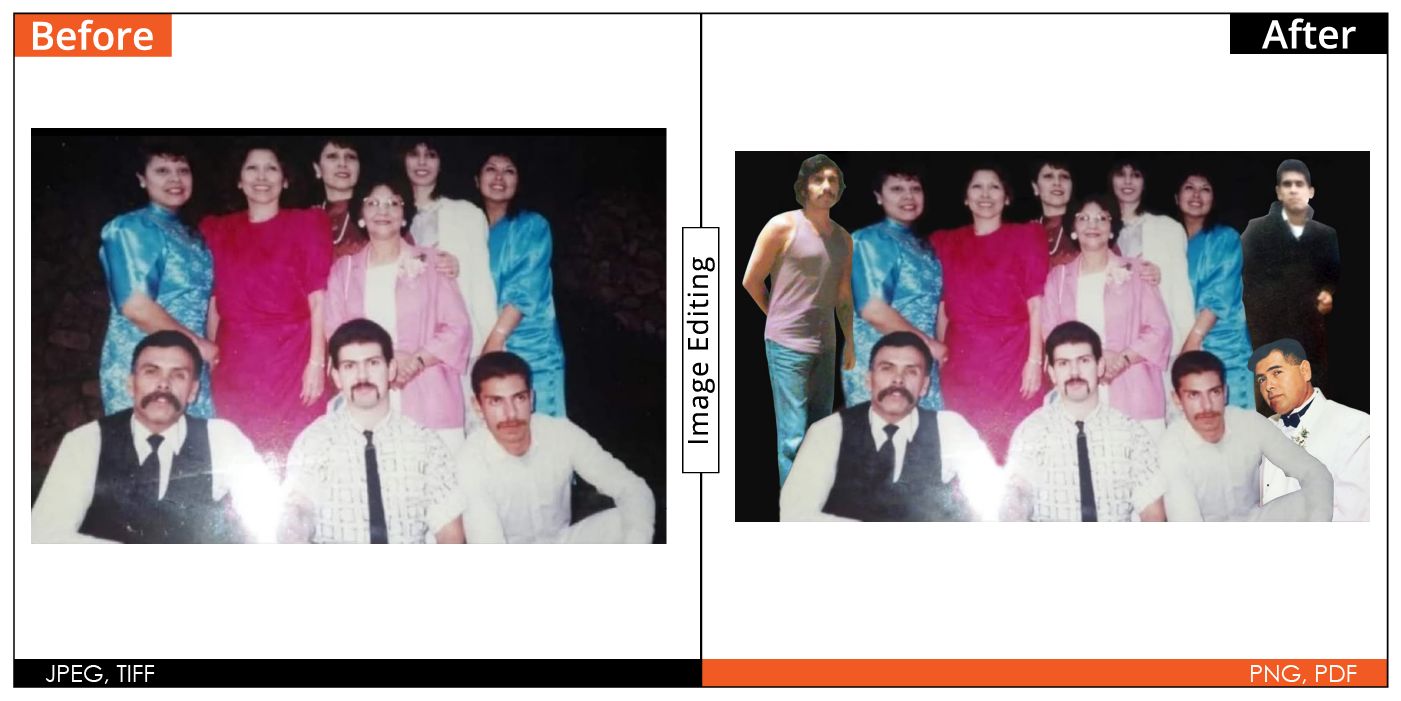 Before
After
Image Editing
JPEG, TIFF
PNG, PDF